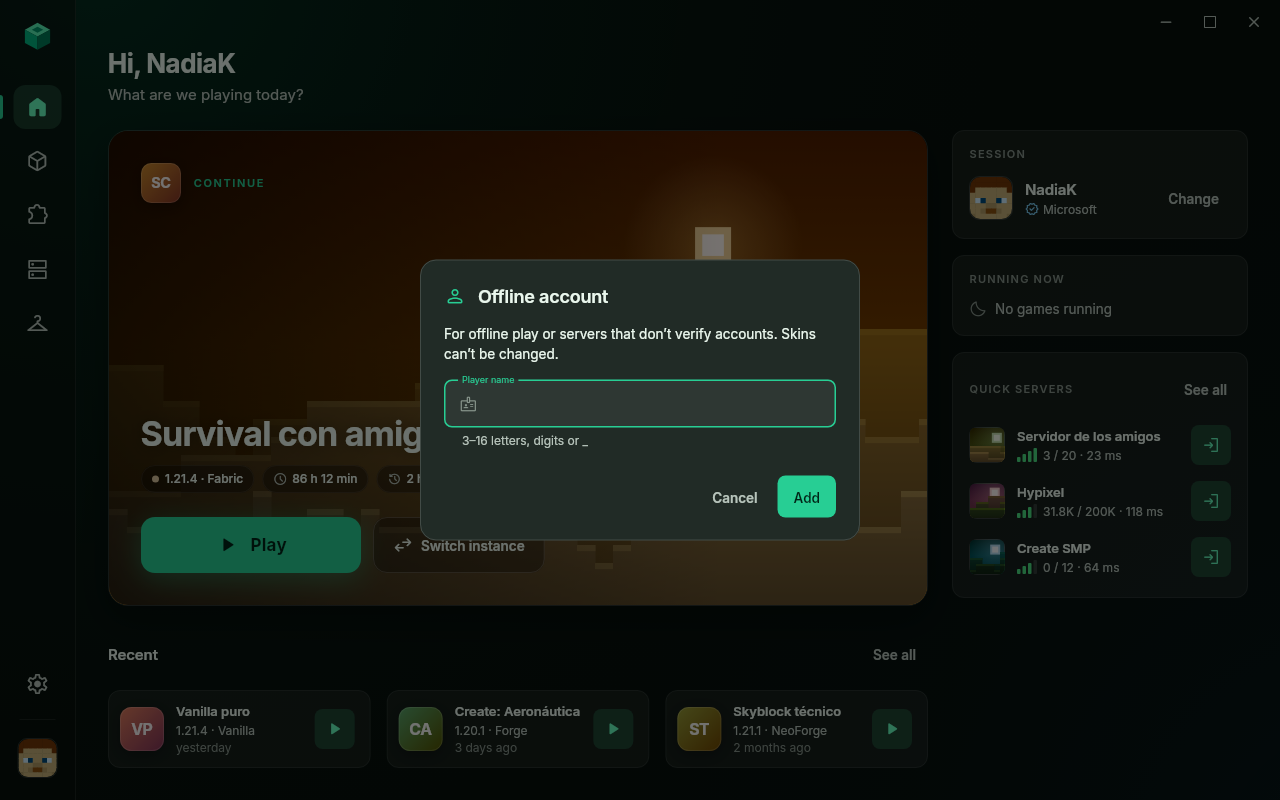 Hi, NadiaK
What are we playing today?
SC
CONTINUE
Survival con amig
1.21.4 · Fabric
86 h 12 min
2 h
Play
Switch instance
Offline account
For offline play or servers that don't verify accounts. Skins
can't be changed.
Player name
3–16 letters, digits or _
Cancel
Add
SESSION
NadiaK
Microsoft
Change
RUNNING NOW
No games running
QUICK SERVERS
See all
Servidor de los amigos
3 / 20 · 23 ms
Hypixel
31.8K / 200K · 118 ms
Create SMP
0 / 12 · 64 ms
Recent
See all
VP
Vanilla puro
1.21.4 · Vanilla
yesterday
CA
Create: Aeronáutica
1.20.1 · Forge
3 days ago
ST
Skyblock técnico
1.21.1 · NeoForge
2 months ago